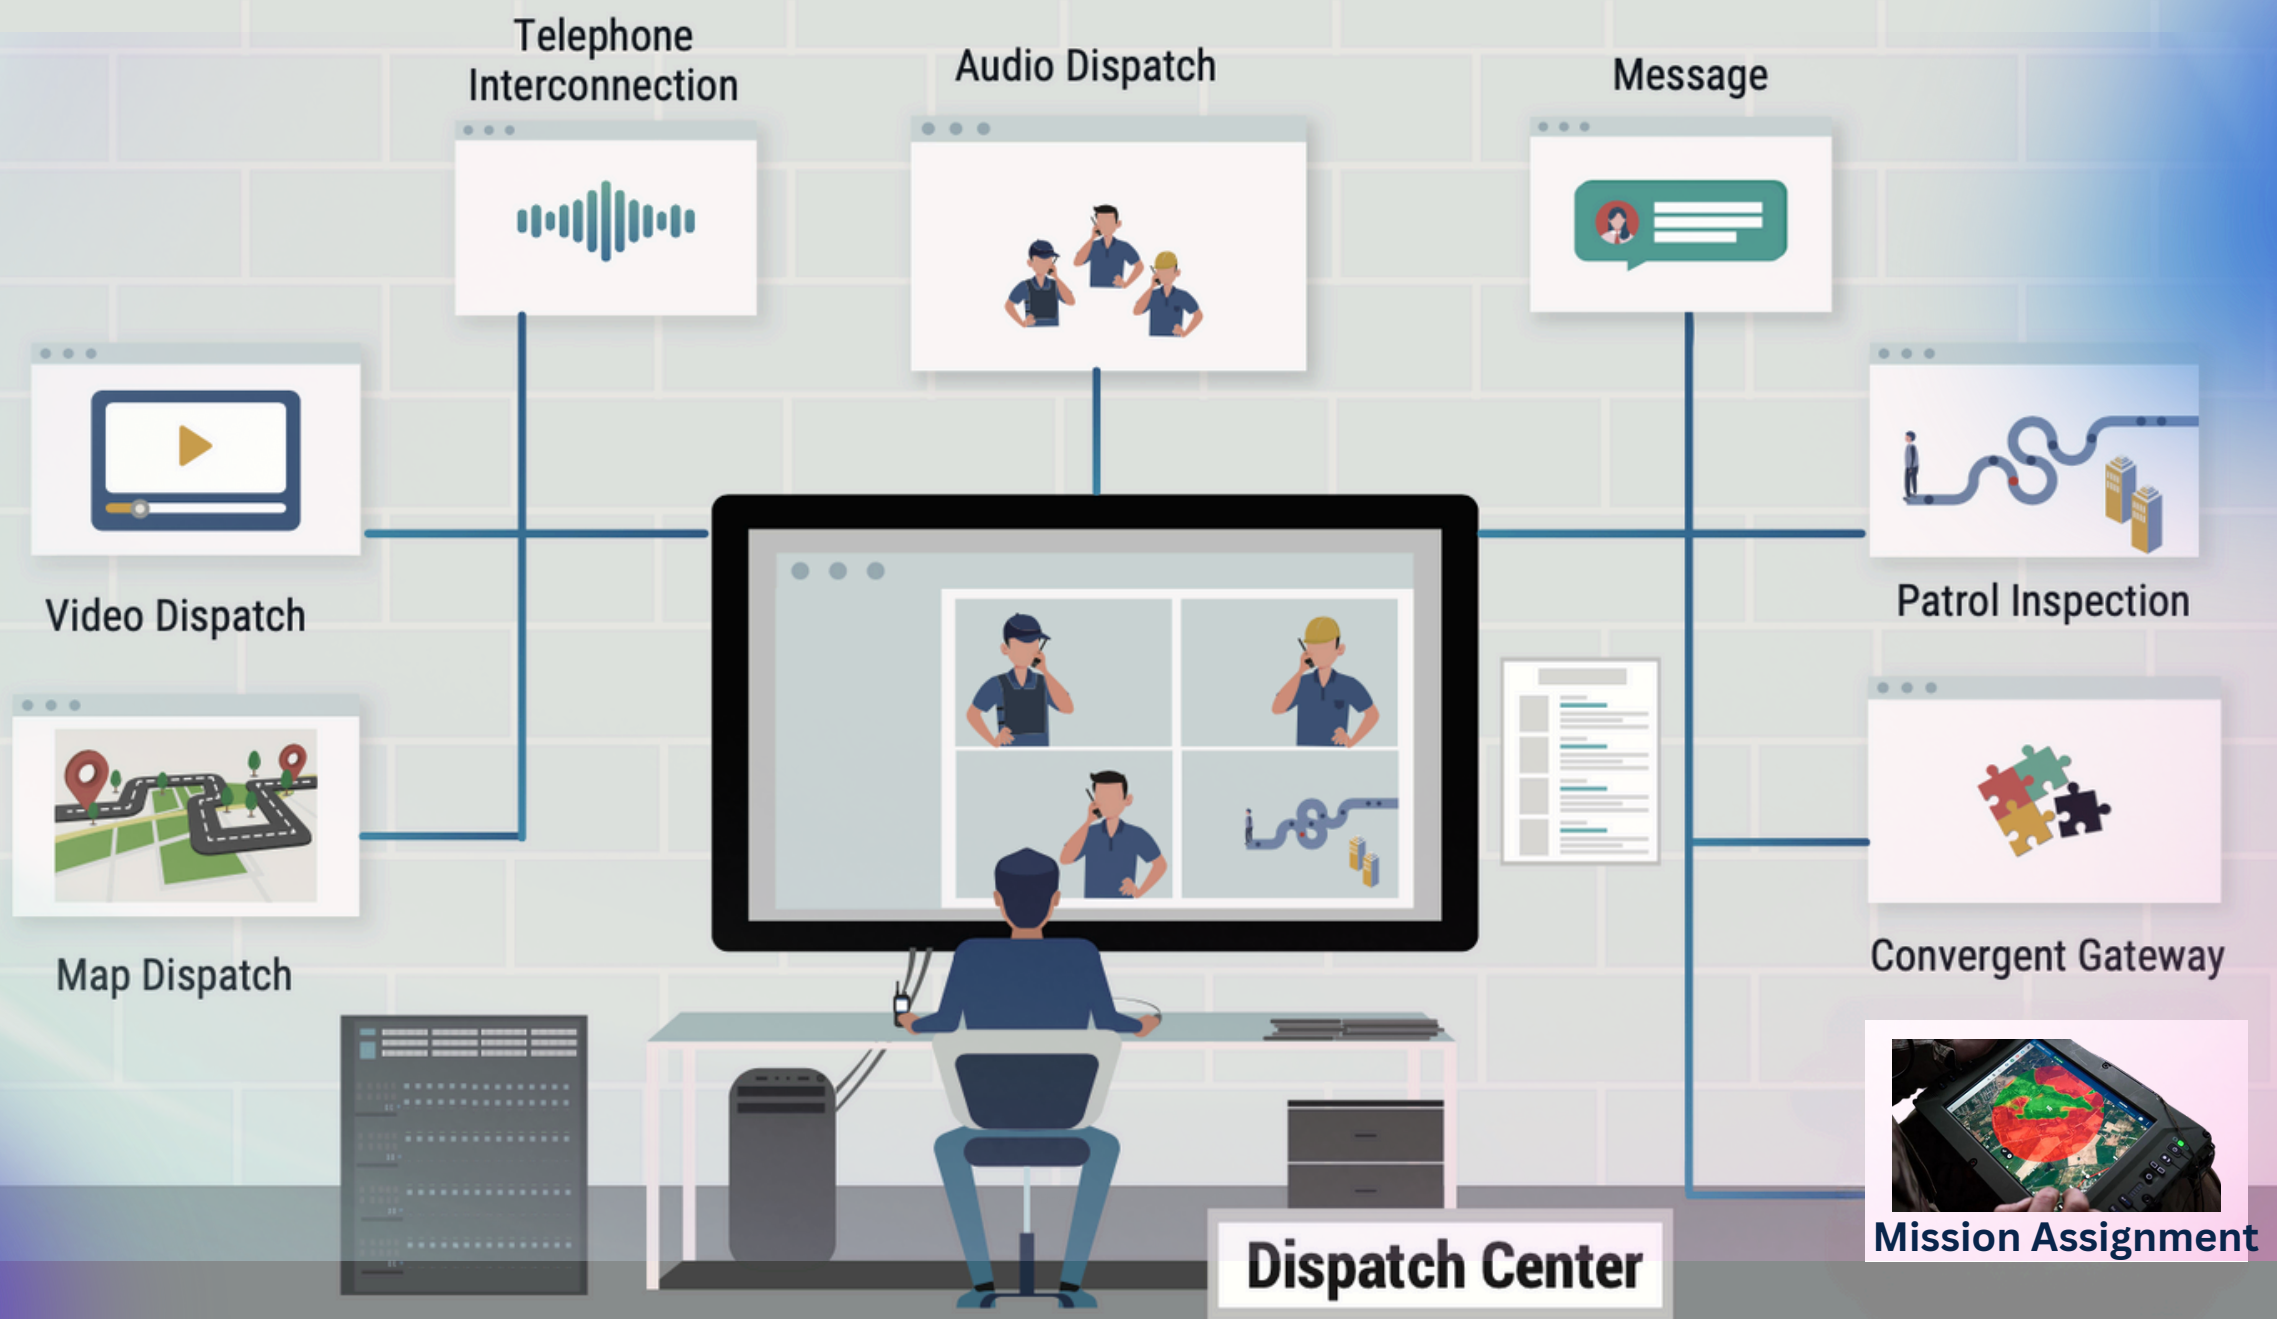 Telephone
Interconnection
Audio Dispatch
Message
Video Dispatch
Patrol Inspection
Map Dispatch
Convergent Gateway
Mission Assignment
Dispatch Center